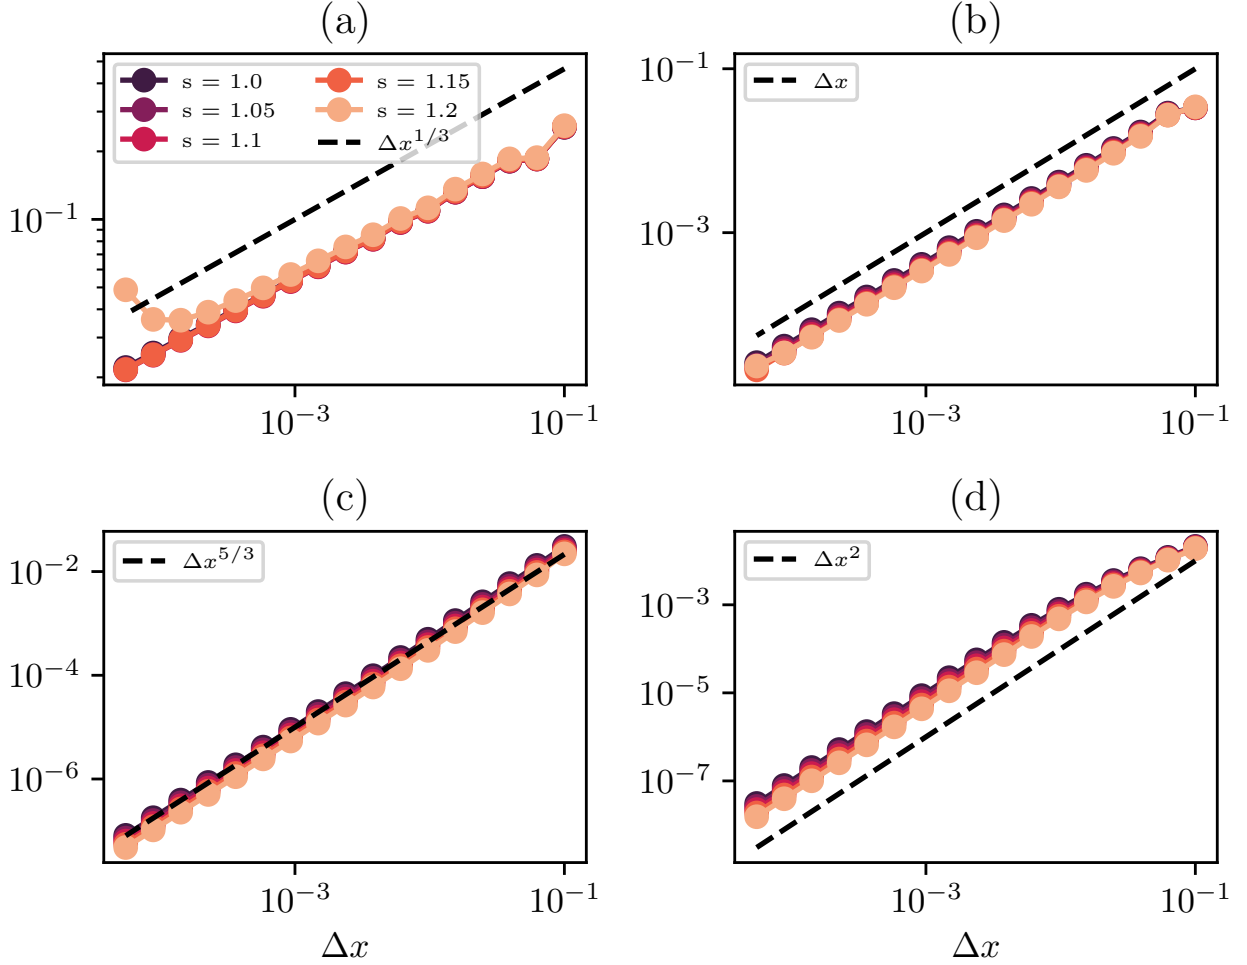 (a)
s = 1.0
s = 1.05
s = 1.1
s = 1.15
s = 1.2
Δx^{1/3}
10^{-1}
10^{-3}
10^{-1}
(b)
Δx
10^{-1}
10^{-3}
10^{-3}
10^{-1}
(c)
Δx^{5/3}
10^{-2}
10^{-4}
10^{-6}
10^{-3}
10^{-1}
Δx
(d)
Δx^{2}
10^{-3}
10^{-5}
10^{-7}
10^{-3}
10^{-1}
Δx